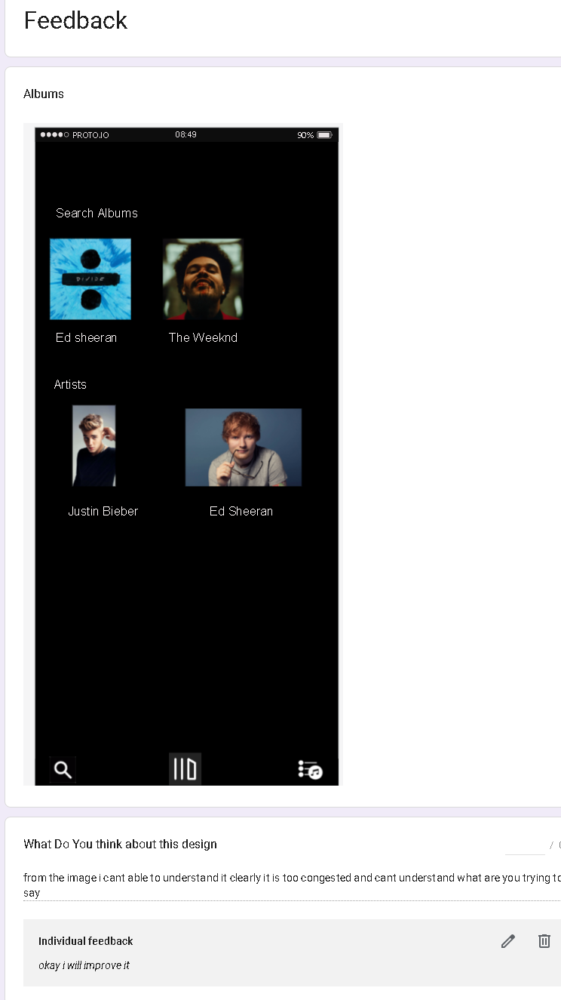 Feedback
Albums
PROTO.IO 08:49 90%
Search Albums
DIVIDE
Ed sheeran The Weeknd
Artists
Justin Bieber Ed Sheeran
What Do You think about this design /
from the image i cant able to understand it clearly it is too congested and cant understand what are you trying to
say
Individual feedback
okay i will improve it